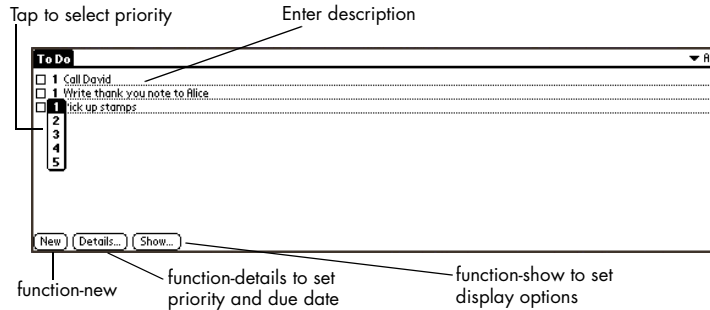 Tap to select priority
Enter description
To Do
1 Call David
1 Write thank you note to Alice
1 Pick up stamps
2
3
4
5
New Details... Show...
function-new
function-details to set
priority and due date
function-show to set
display options